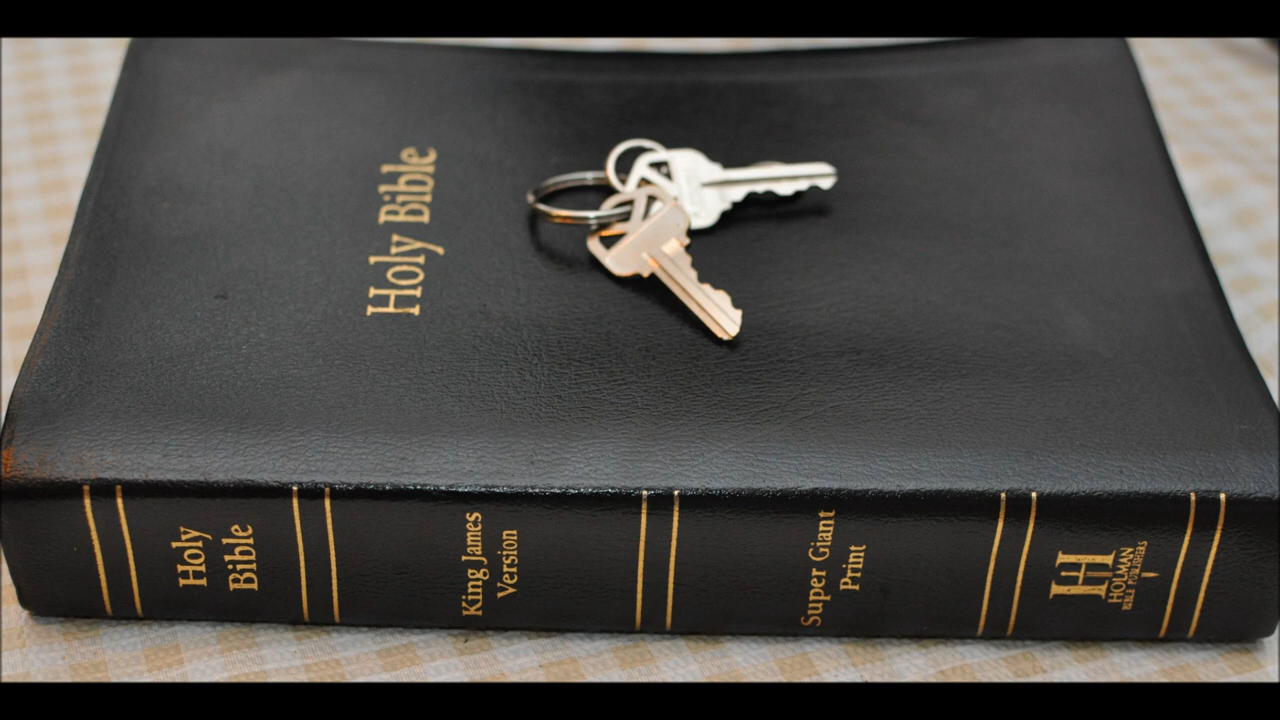 Holy Bible
Holy
Bible
King James
Version
Super Giant
Print
HOLMAN
BIBLE PUBLISHERS